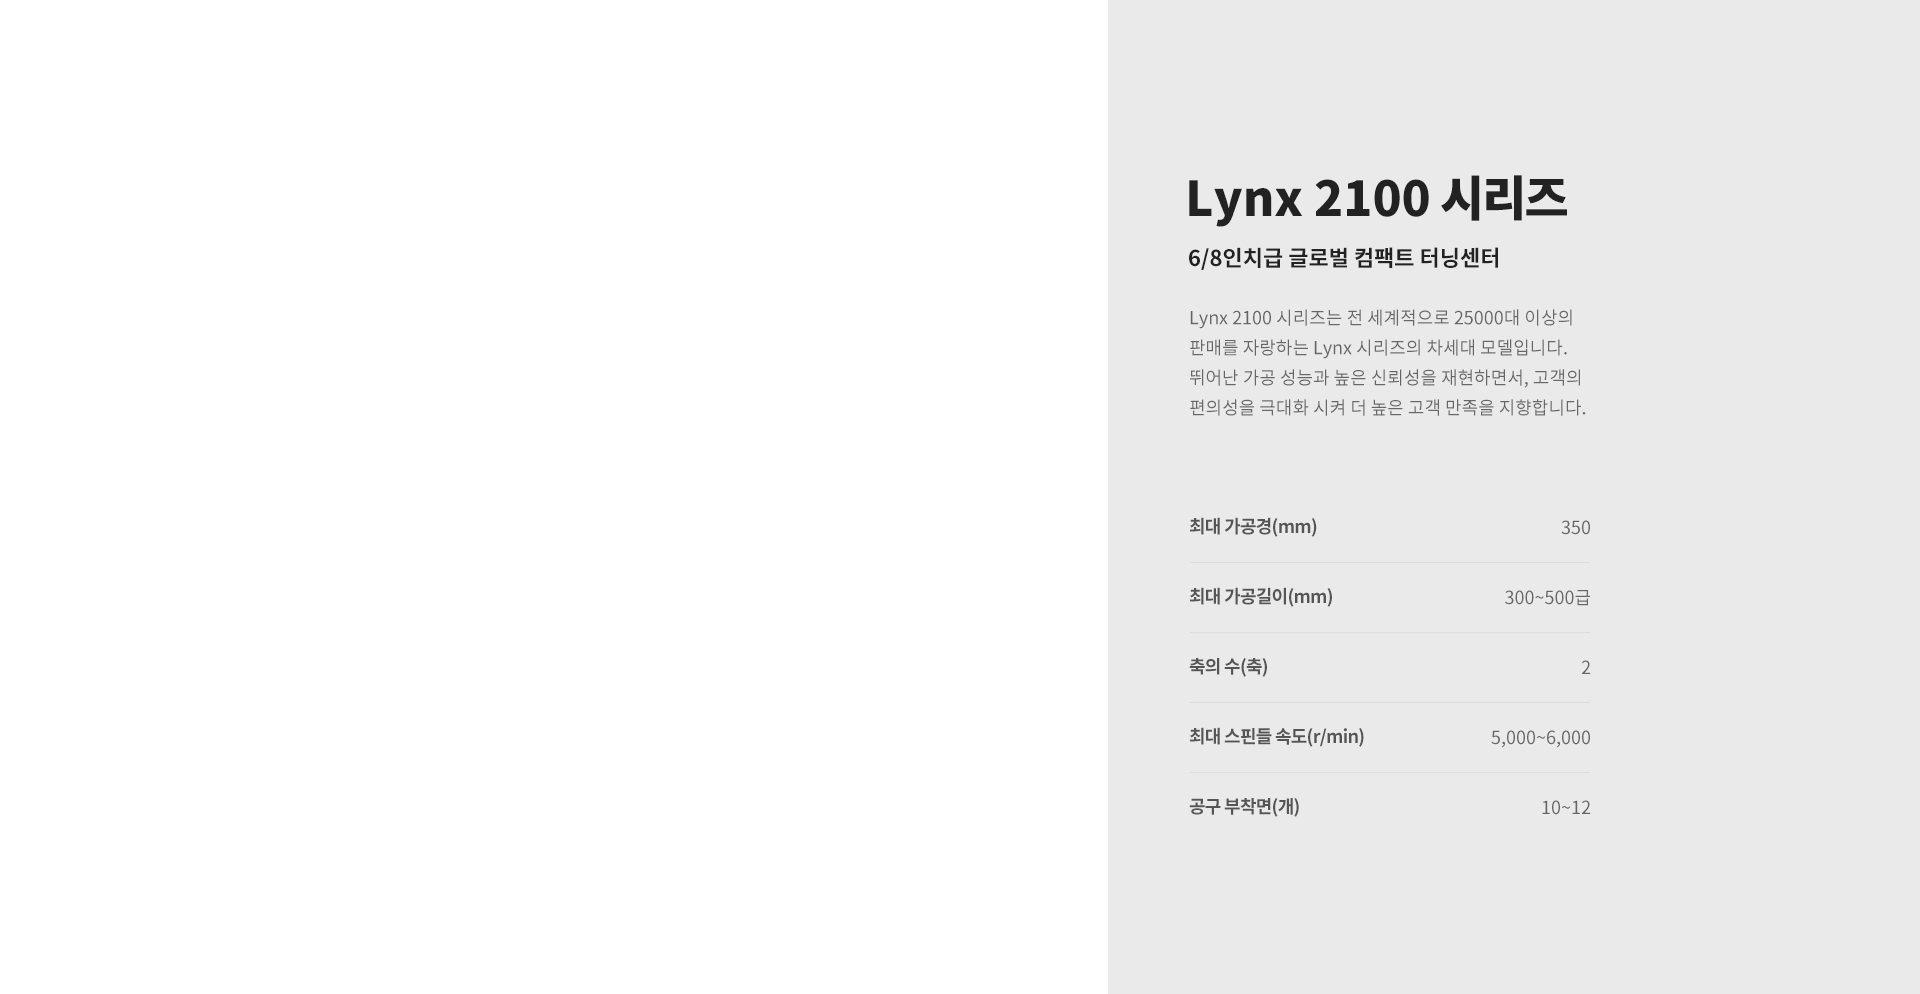 Lynx 2100 시리즈
6/8인치급 글로벌 컴팩트 터닝센터
Lynx 2100 시리즈는 전 세계적으로 25000대 이상의
판매를 자랑하는 Lynx 시리즈의 차세대 모델입니다.
뛰어난 가공 성능과 높은 신뢰성을 재현하면서, 고객의
편의성을 극대화 시켜 더 높은 고객 만족을 지향합니다.
최대 가공경(mm) 350
최대 가공길이(mm) 300~500급
축의 수(축) 2
최대 스핀들 속도(r/min) 5,000~6,000
공구 부착면(개) 10~12